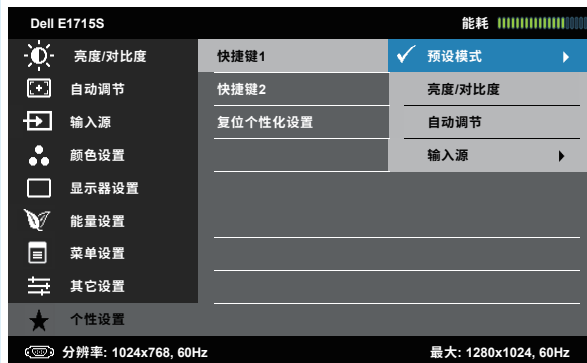 Dell E1715S 能耗
亮度/对比度 快捷键1 预设模式
自动调节 快捷键2 亮度/对比度
输入源 复位个性化设置 自动调节
颜色设置 输入源
显示器设置
能量设置
菜单设置
其它设置
个性设置
分辨率: 1024x768, 60Hz 最大: 1280x1024, 60Hz